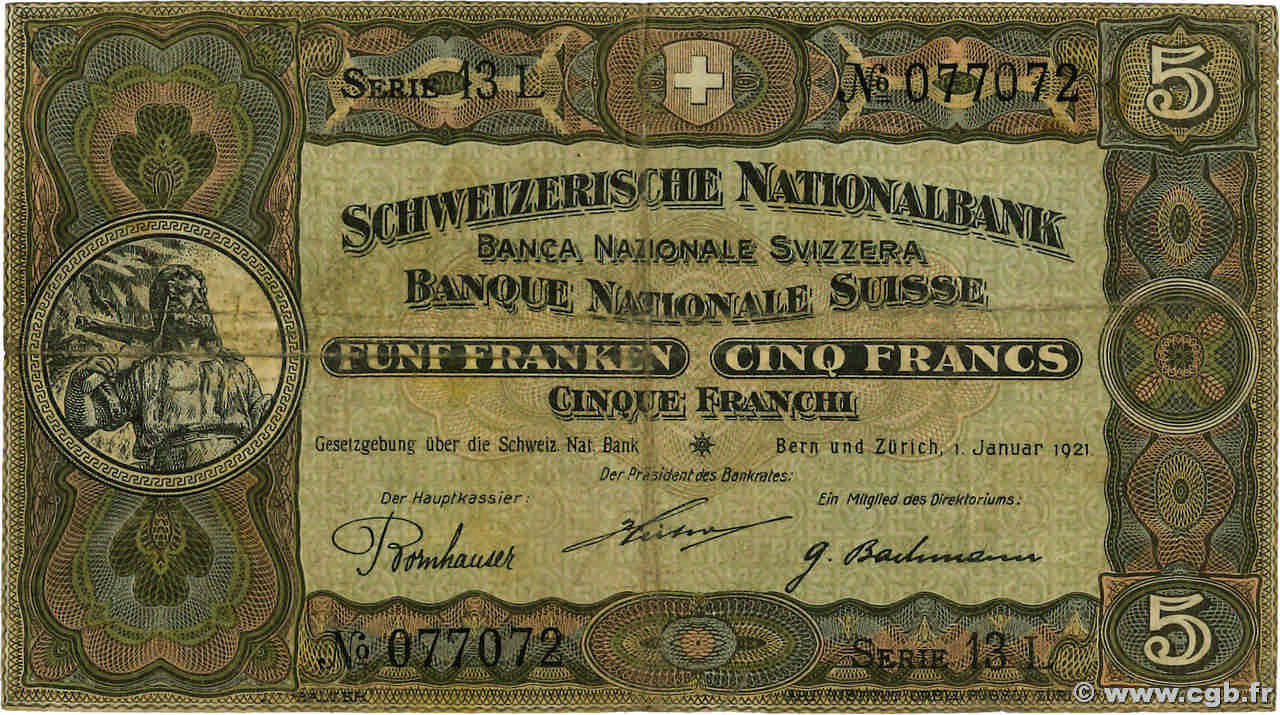 5
SERIE 13 L № 077072
SCHWEIZERISCHE NATIONALBANK
BANCA NAZIONALE SVIZZERA
BANQUE NATIONALE SUISSE
FÜNF FRANKEN CINQ FRANCS
CINQUE FRANCHI
Gesetzgebung über die Schweiz. Nat. Bank Bern und Zürich, 1. Januar 1921.
Der Präsident des Bankrates:
Der Hauptkassier: Ein Mitglied des Direktoriums:
Bornhauser G. Bachmann
5
№ 077072 SERIE 13 L
© www.cgb.fr